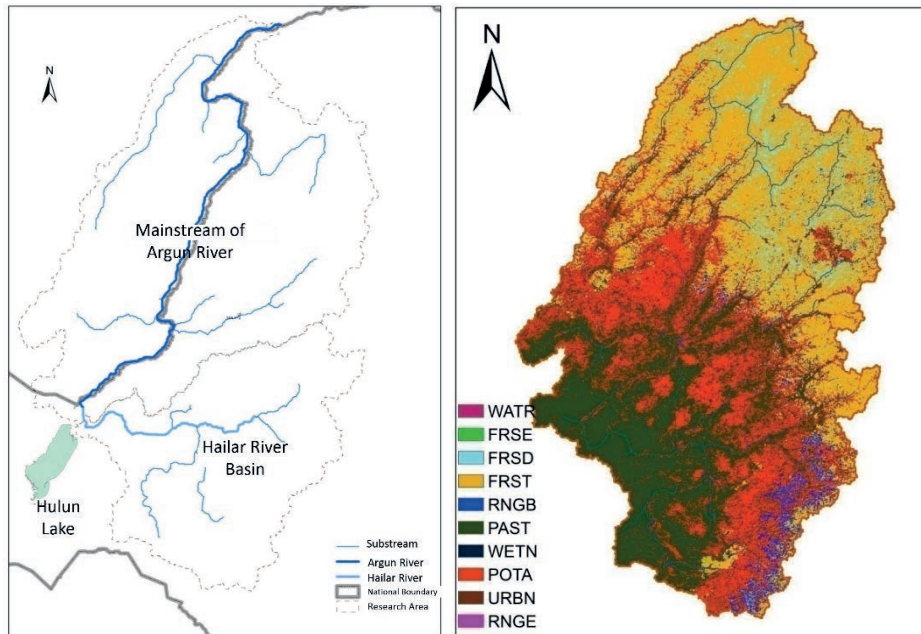 N
Mainstream of
Argun River
Hailar River
Basin
Hulun
Lake
Substream
Argun River
Hailar River
National Boundary
Research Area
N
WATR
FRSE
FRSD
FRST
RNGB
PAST
WETN
POTA
URBN
RNGE